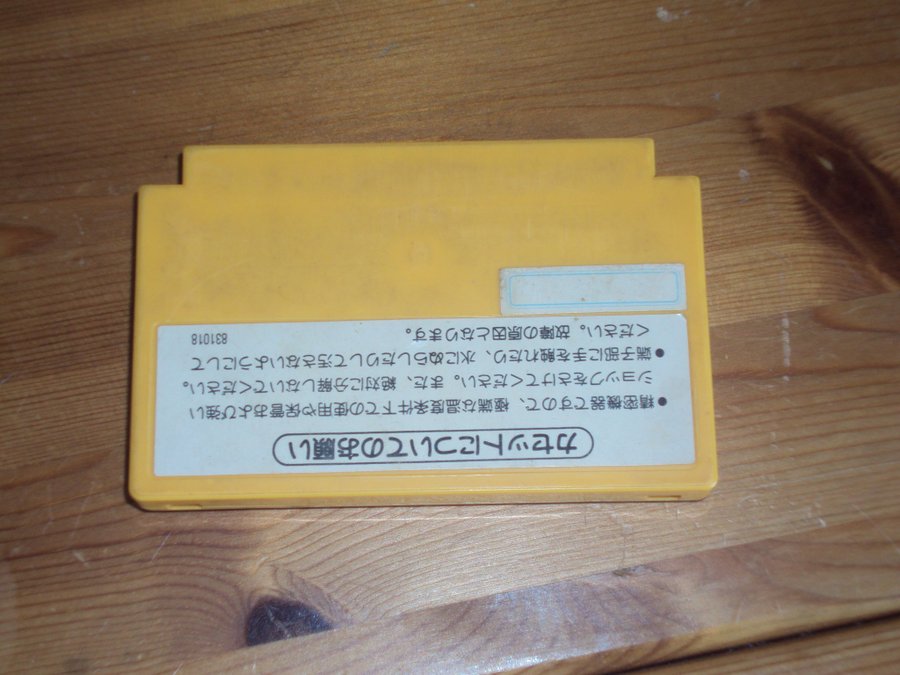 カセットについてのお願い
●精密機器ですので、極端な温度条件下での使用や保管および強い
ショックをさけてください。また、絶対に分解しないでください。
●端子部に手を触れたり、水にぬらしたりして汚さないようにして
ください。故障の原因となります。
831018